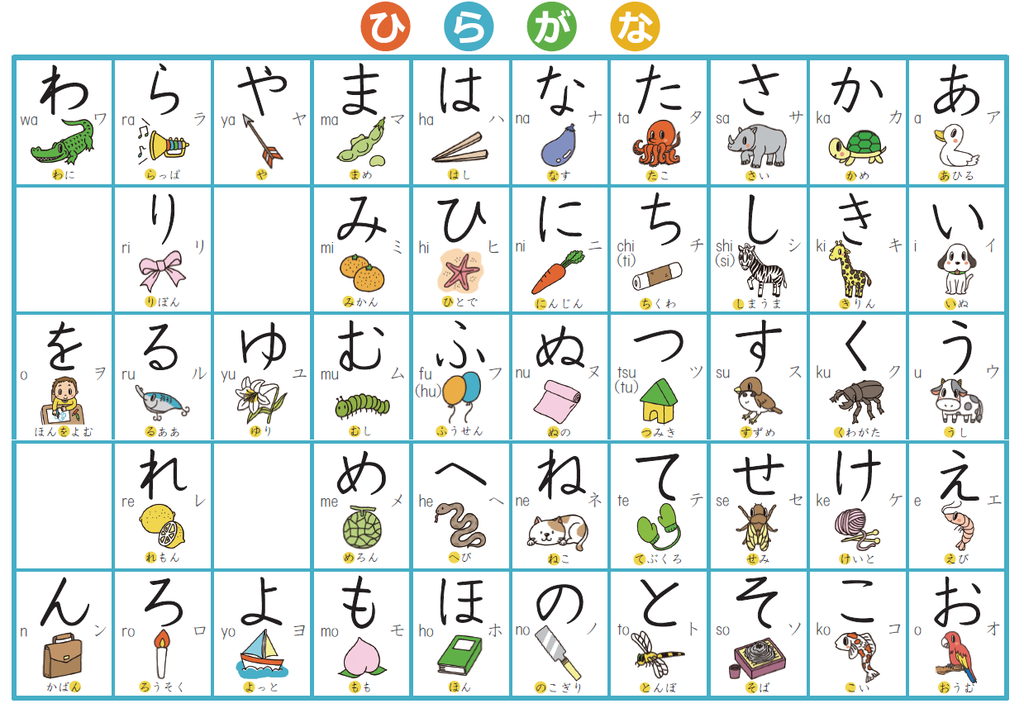 ひらがな
あ
a ア
あひる
い
i イ
いぬ
う
u ウ
うし
え
e エ
えび
お
o オ
おうむ
か
ka カ
かめ
き
ki キ
きりん
く
ku ク
くわがた
け
ke ケ
けいと
こ
ko コ
こい
さ
sa サ
さい
し
shi シ
(si)
しまうま
す
su ス
すずめ
せ
se セ
せみ
そ
so ソ
そば
た
ta タ
たこ
ち
chi チ
(ti)
ちくわ
つ
tsu ツ
(tu)
つみき
て
te テ
てぶくろ
と
to ト
とんぼ
な
na ナ
なす
に
ni ニ
にんじん
ぬ
nu ヌ
ぬの
ね
ne ネ
ねこ
の
no ノ
のこぎり
は
ha ハ
はし
ひ
hi ヒ
ひとで
ふ
fu フ
(hu)
ふうせん
へ
he ヘ
へび
ほ
ho ホ
ほん
ま
ma マ
まめ
み
mi ミ
みかん
む
mu ム
むし
め
me メ
めろん
も
mo モ
もも
や
ya ヤ
や
ゆ
yu ユ
ゆり
よ
yo ヨ
よっと
ら
ra ラ
らっぱ
り
ri リ
りぼん
る
ru ル
るああ
れ
re レ
れもん
ろ
ro ロ
ろうそく
わ
wa ワ
わに
を
o ヲ
ほんをよむ
ん
n ン
かばん